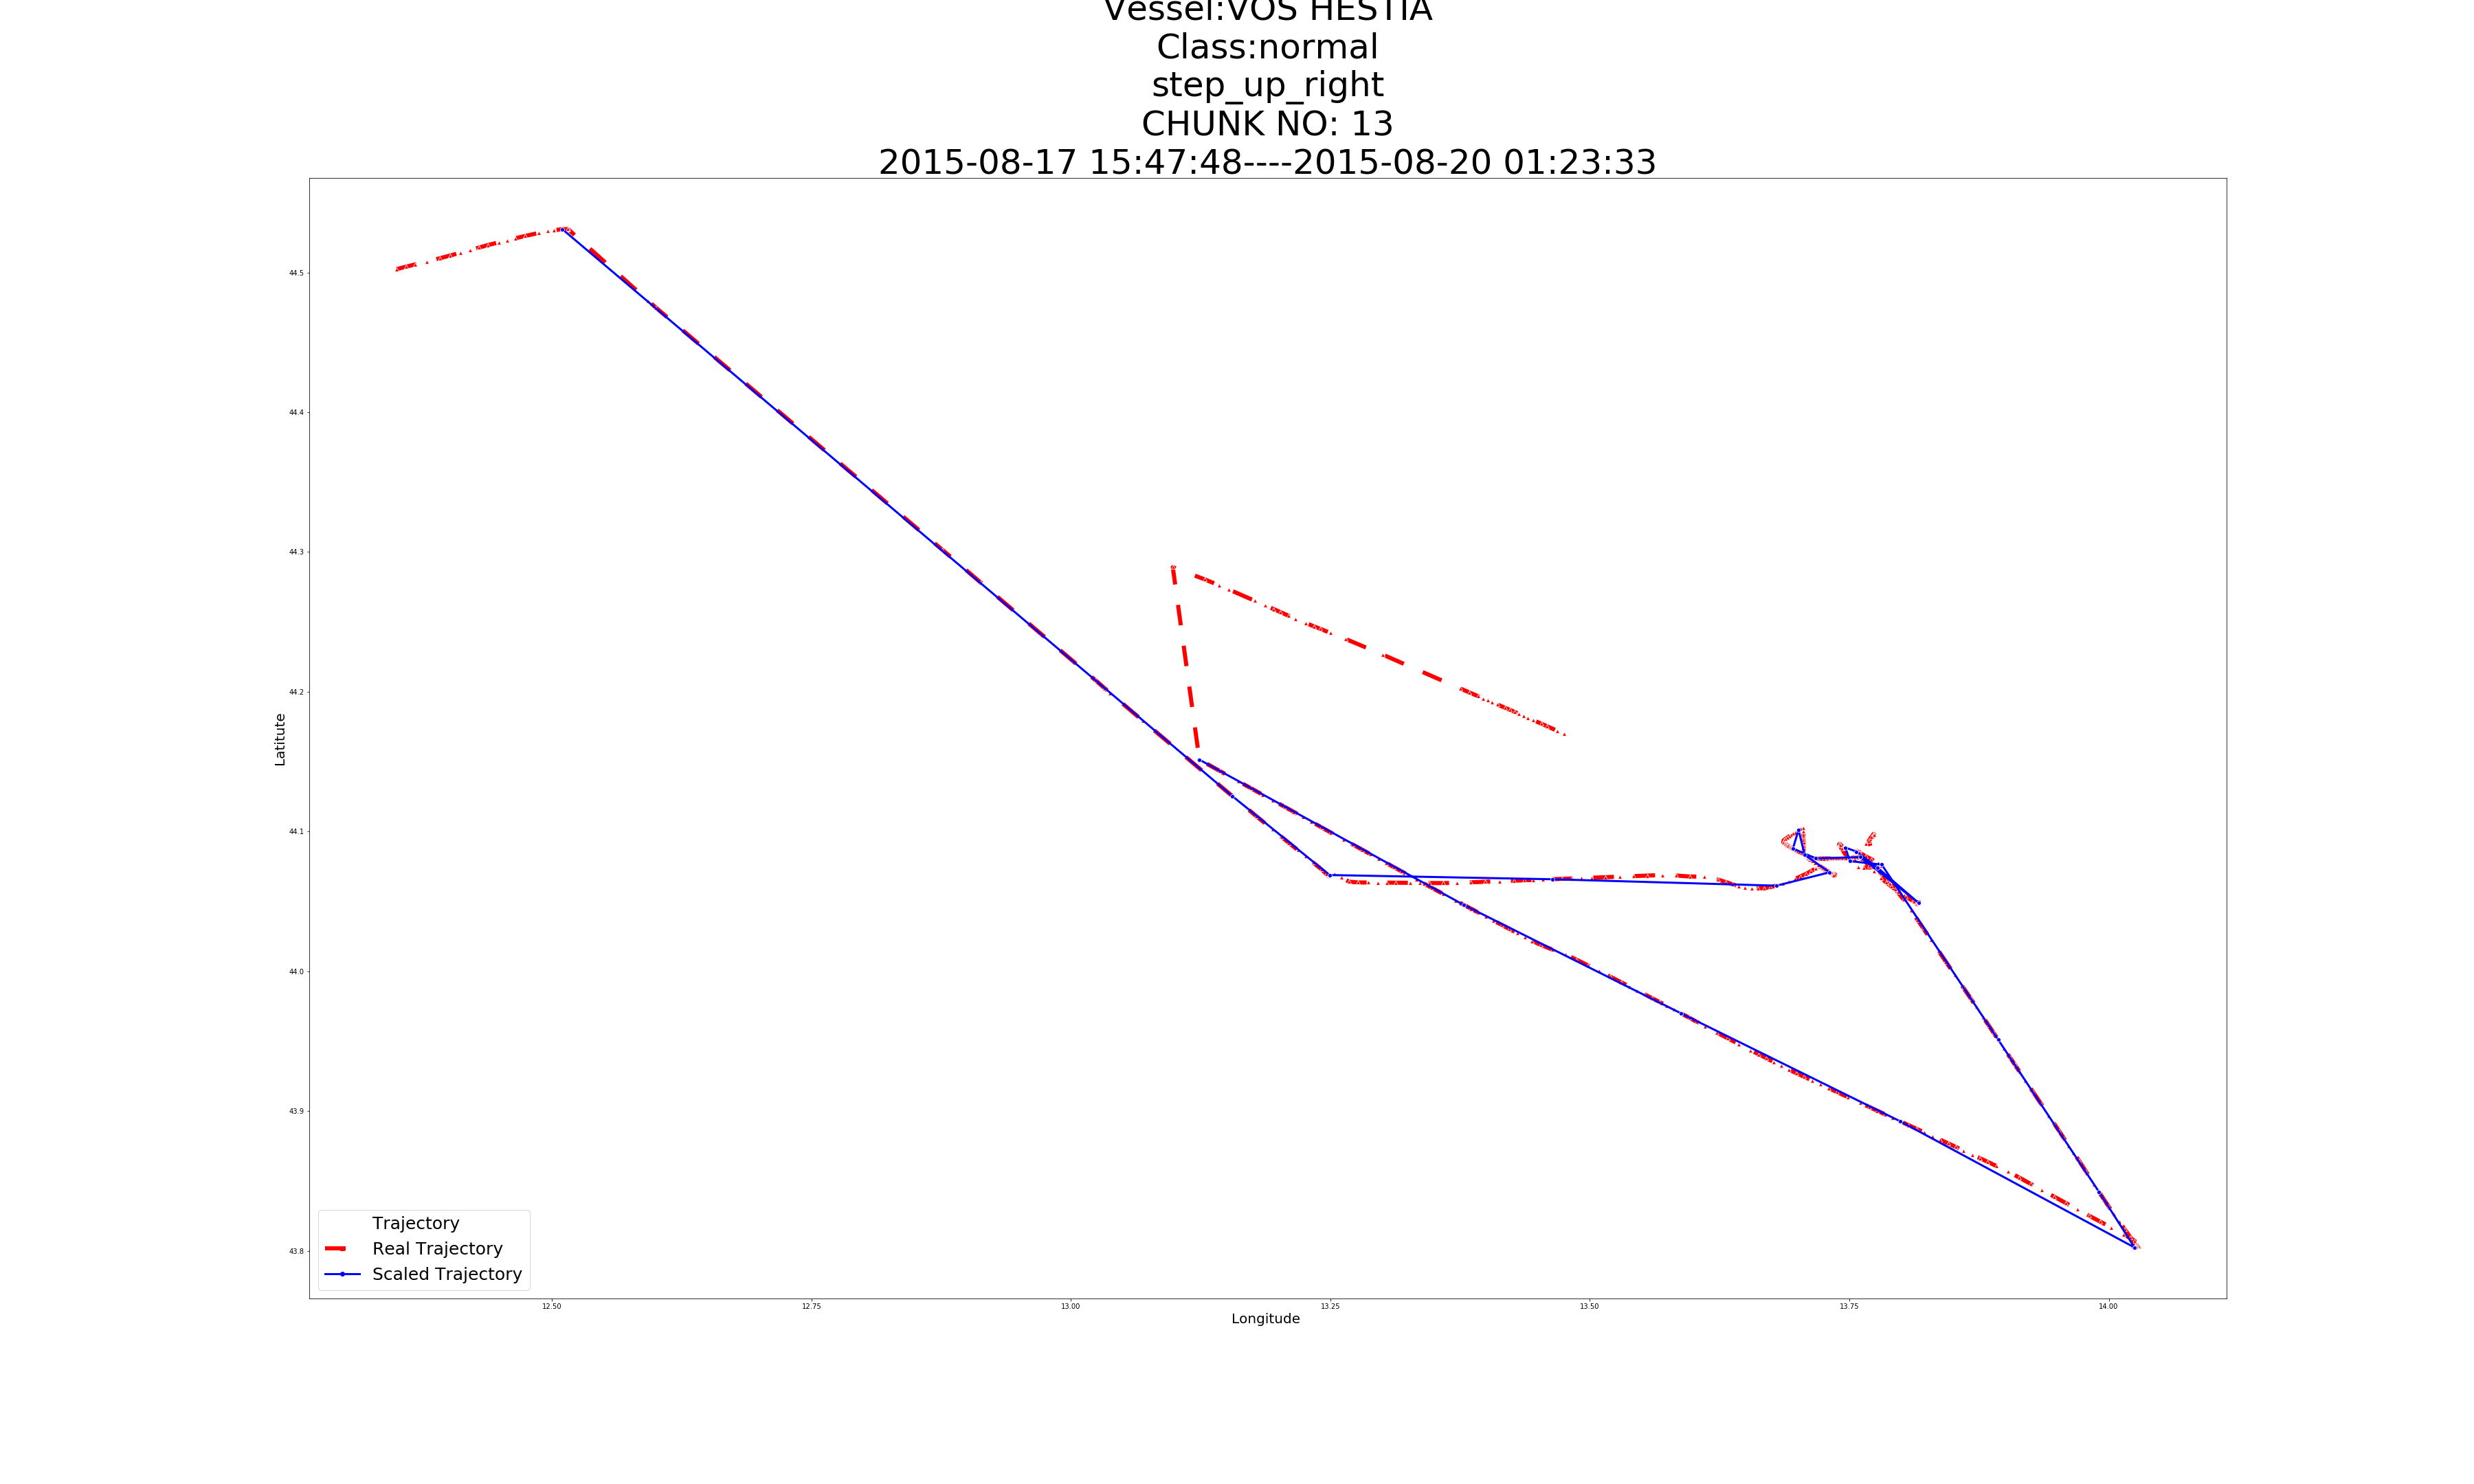 Vessel:VOS HESTIA
Class:normal
step_up_right
CHUNK NO: 13
2015-08-17 15:47:48----2015-08-20 01:23:33
44.5
44.4
44.3
44.2
44.1
44.0
43.9
43.8
Latitute
Trajectory
Real Trajectory
Scaled Trajectory
12.50
12.75
13.00
13.25
13.50
13.75
14.00
Longitude